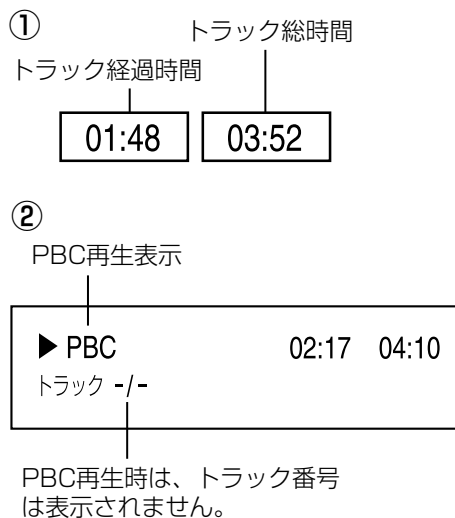 ①
トラック総時間
トラック経過時間
01:48 03:52
②
PBC再生表示
▶ PBC 02:17 04:10
トラック -/-
PBC再生時は、トラック番号
は表示されません。